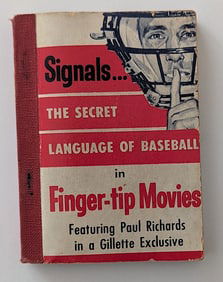 Signals...
THE SECRET
LANGUAGE OF BASEBALL
in
Finger-tip Movies
Featuring Paul Richards
in a Gillette Exclusive